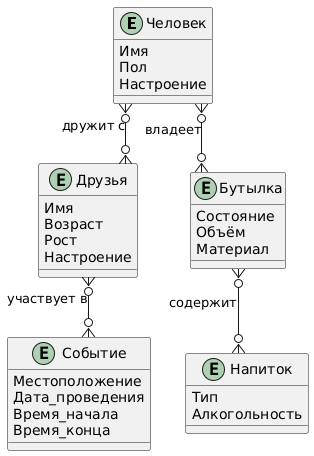 E Человек
Имя
Пол
Настроение
дружит с
владеет
E Друзья
Имя
Возраст
Рост
Настроение
E Бутылка
Состояние
Объём
Материал
участвует в
содержит
E Событие
Местоположение
Дата_проведения
Время_начала
Время_конца
E Напиток
Тип
Алкогольность